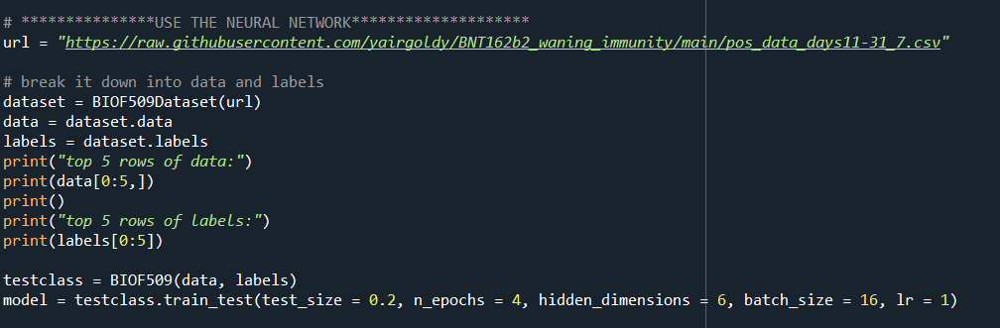 # ***************USE THE NEURAL NETWORK********************
url = "https://raw.githubusercontent.com/yairgoldy/BNT162b2_waning_immunity/main/pos_data_days11-31_7.csv"
# break it down into data and labels
dataset = BIOF509Dataset(url)
data = dataset.data
labels = dataset.labels
print("top 5 rows of data:")
print(data[0:5,])
print()
print("top 5 rows of labels:")
print(labels[0:5])
testclass = BIOF509(data, labels)
model = testclass.train_test(test_size = 0.2, n_epochs = 4, hidden_dimensions = 6, batch_size = 16, lr = 1)